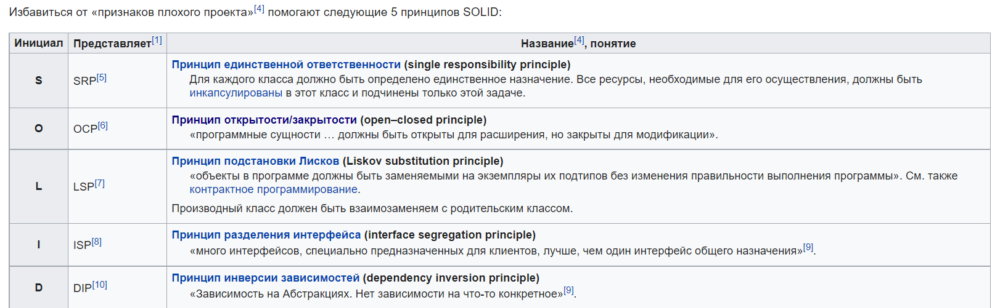 Избавиться от «признаков плохого проекта»[4] помогают следующие 5 принципов SOLID:
Инициал Представляет[1] Название[4], понятие
S SRP[5] Принцип единственной ответственности (single responsibility principle)
Для каждого класса должно быть определено единственное назначение. Все ресурсы, необходимые для его осуществления, должны быть
инкапсулированы в этот класс и подчинены только этой задаче.
O OCP[6] Принцип открытости/закрытости (open–closed principle)
«программные сущности … должны быть открыты для расширения, но закрыты для модификации».
L LSP[7] Принцип подстановки Лисков (Liskov substitution principle)
«объекты в программе должны быть заменяемыми на экземпляры их подтипов без изменения правильности выполнения программы». См. также
контрактное программирование.
Производный класс должен быть взаимозаменяем с родительским классом.
I ISP[8] Принцип разделения интерфейса (interface segregation principle)
«много интерфейсов, специально предназначенных для клиентов, лучше, чем один интерфейс общего назначения»[9].
D DIP[10] Принцип инверсии зависимостей (dependency inversion principle)
«Зависимость на Абстракциях. Нет зависимости на что-то конкретное»[9].